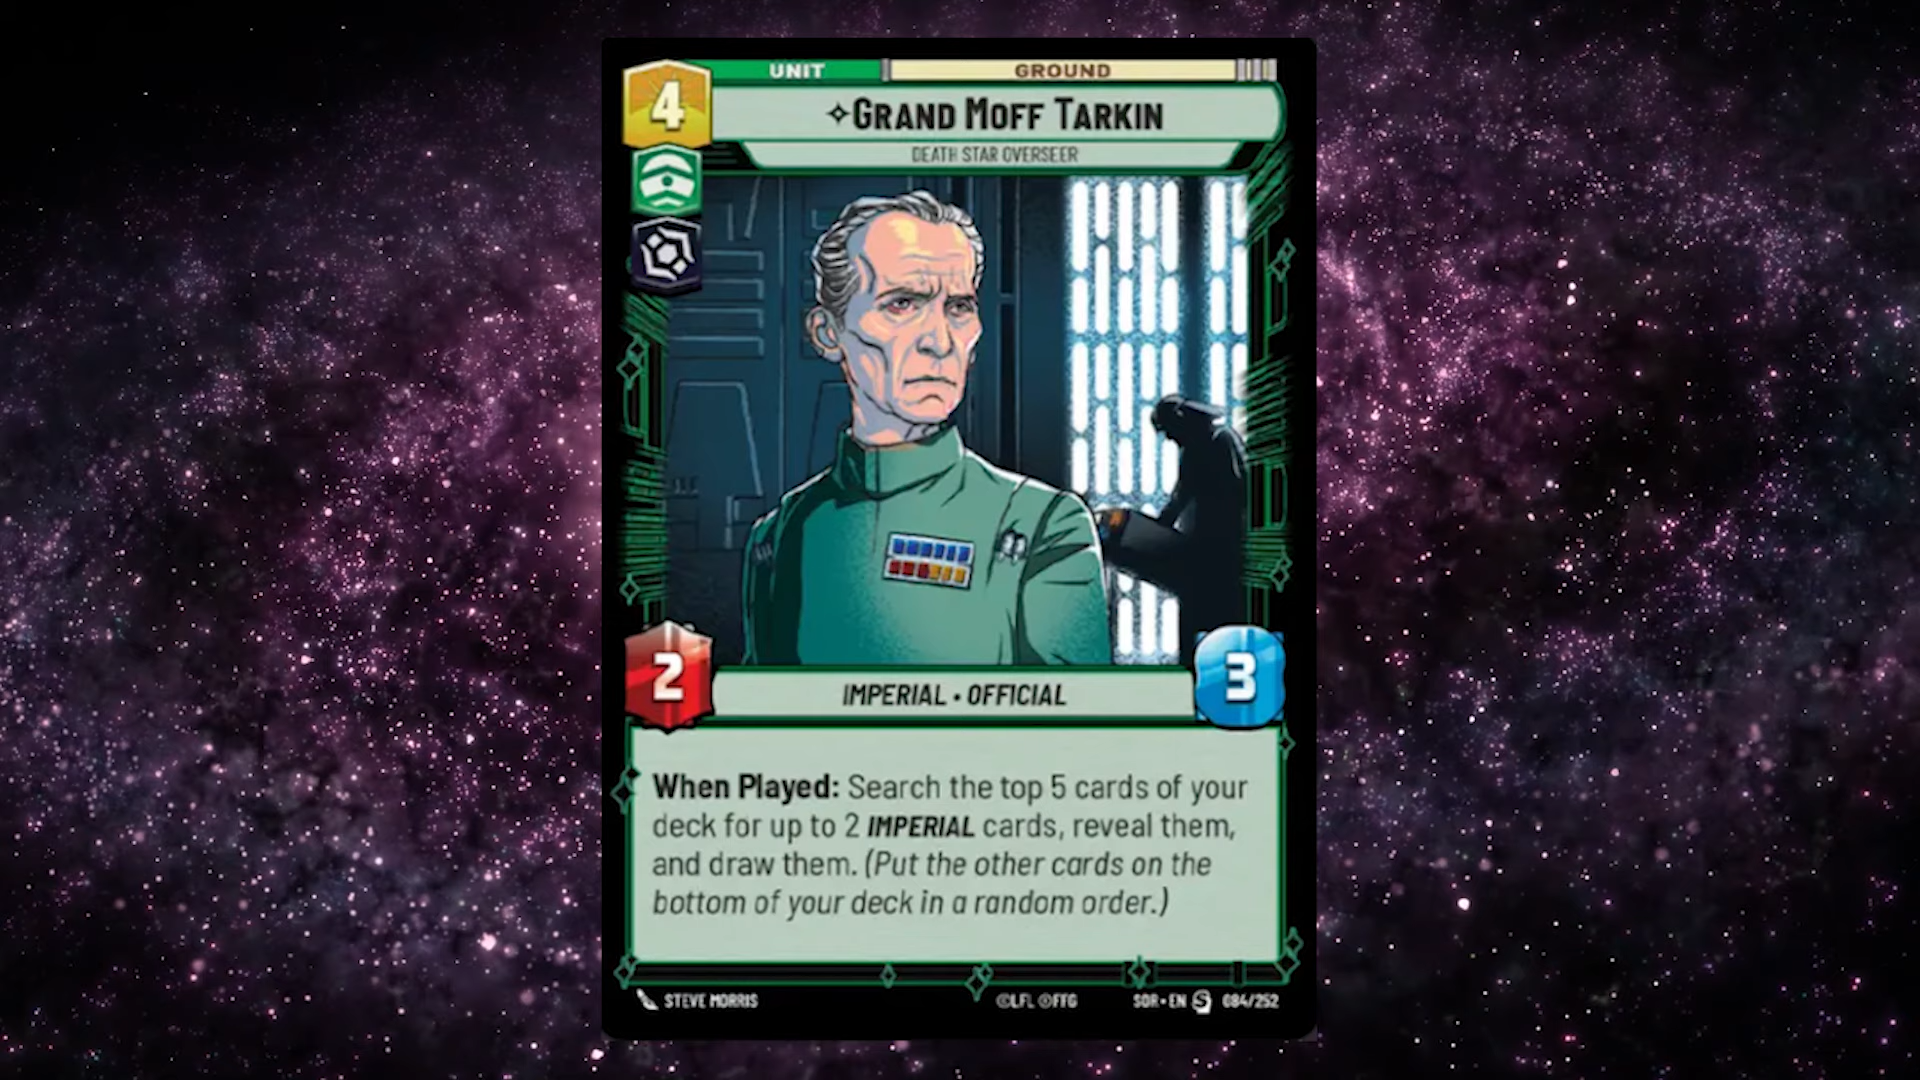 UNIT
GROUND
4
GRAND MOFF TARKIN
DEATH STAR OVERSEER
2
IMPERIAL • OFFICIAL
3
When Played: Search the top 5 cards of your
deck for up to 2 IMPERIAL cards, reveal them,
and draw them. (Put the other cards on the
bottom of your deck in a random order.)
STEVE MORRIS
©LFL ©FFG
SOR • EN
084/252